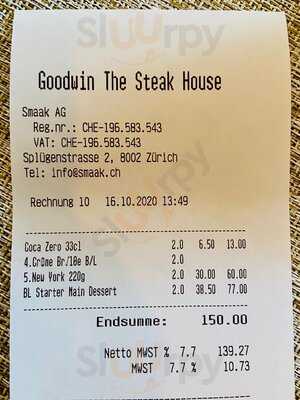 Sluurpy
Goodwin The Steak House
Smaak AG
Reg.nr.: CHE-196.583.543
VAT: CHE-196.583.543
Splügenstrasse 2, 8002 Zürich
Tel: info@smaak.ch
Rechnung 10 16.10.2020 13:49
Coca Zero 33cl 2.0 6.50 13.00
4.Crôme Br/l8e B/L 2.0
5.New York 220g 2.0 30.00 60.00
BL Starter Main Dessert 2.0 38.50 77.00
Endsumme: 150.00
Netto MWST % 7.7 139.27
MWST 7.7 % 10.73